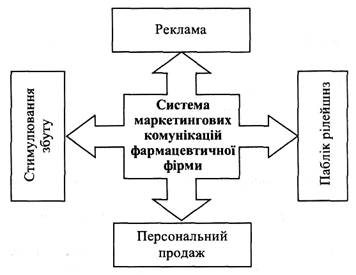 Реклама
Стимулювання
збуту
Система
маркетингових
комунікацій
фармацевтичної
фірми
Паблік рілейшнз
Персональний
продаж